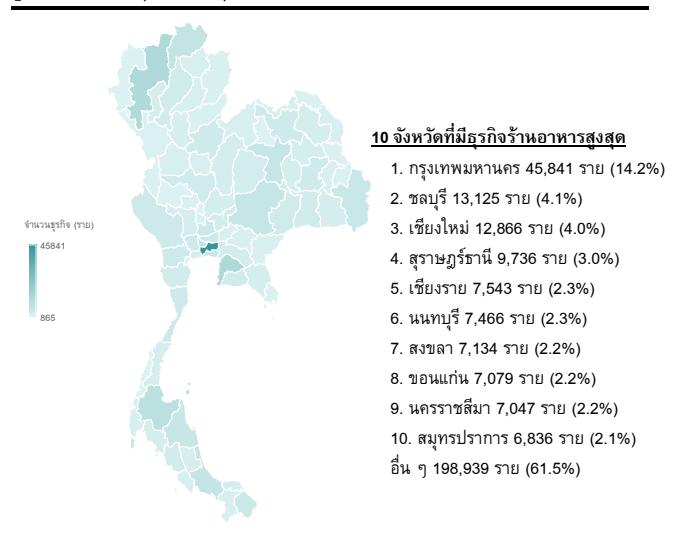 10 จังหวัดที่มีธุรกิจร้านอาหารสูงสุด
1. กรุงเทพมหานคร 45,841 ราย (14.2%)
2. ชลบุรี 13,125 ราย (4.1%)
3. เชียงใหม่ 12,866 ราย (4.0%)
4. สุราษฎร์ธานี 9,736 ราย (3.0%)
5. เชียงราย 7,543 ราย (2.3%)
6. นนทบุรี 7,466 ราย (2.3%)
7. สงขลา 7,134 ราย (2.2%)
8. ขอนแก่น 7,079 ราย (2.2%)
9. นครราชสีมา 7,047 ราย (2.2%)
10. สมุทรปราการ 6,836 ราย (2.1%)
อื่น ๆ 198,939 ราย (61.5%)
จำนวนธุรกิจ (ราย)
45841
865